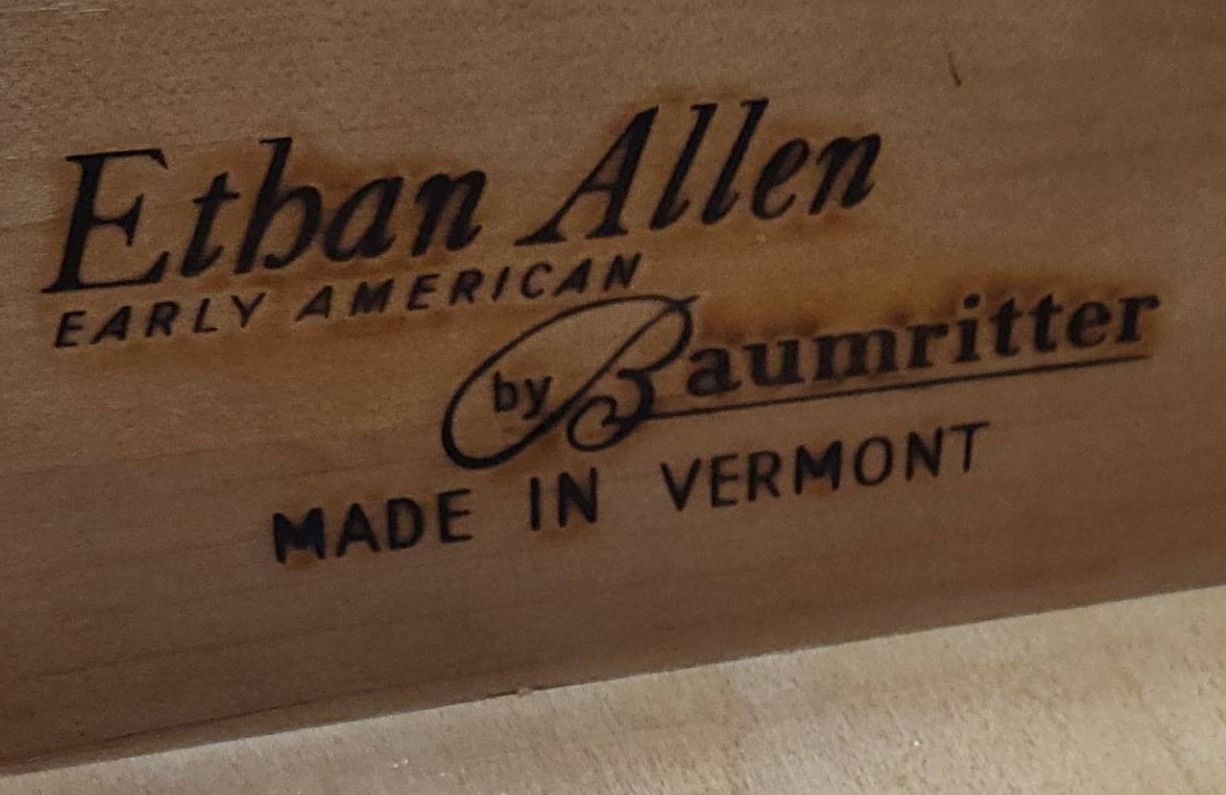 Ethan Allen
EARLY AMERICAN
by Baumritter
MADE IN VERMONT